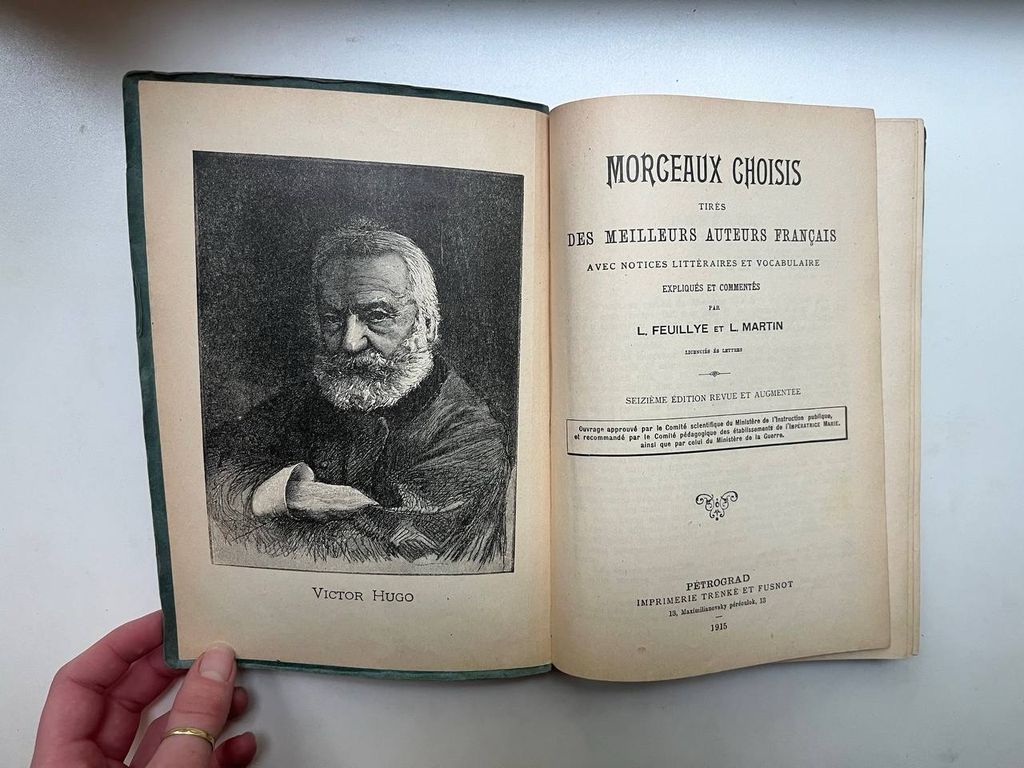 VICTOR HUGO
MORCEAUX CHOISIS
TIRÉS
DES MEILLEURS AUTEURS FRANÇAIS
AVEC NOTICES LITTÉRAIRES ET VOCABULAIRE
EXPLIQUÉS ET COMMENTÉS
PAR
L. FEUILLYE ET L. MARTIN
LICENCIÉS ÈS LETTRES
SEIZIÈME ÉDITION REVUE ET AUGMENTÉE
Ouvrage approuvé par le Comité scientifique du Ministère de l'Instruction publique,
et recommandé par le Comité pédagogique des établissements de l'IMPÉRATRICE MARIE,
ainsi que par celui du Ministère de la Guerre.
PÉTROGRAD
IMPRIMERIE TRENKÉ ET FUSNOT
13, Maximilianovsky péréoulok, 13
1915